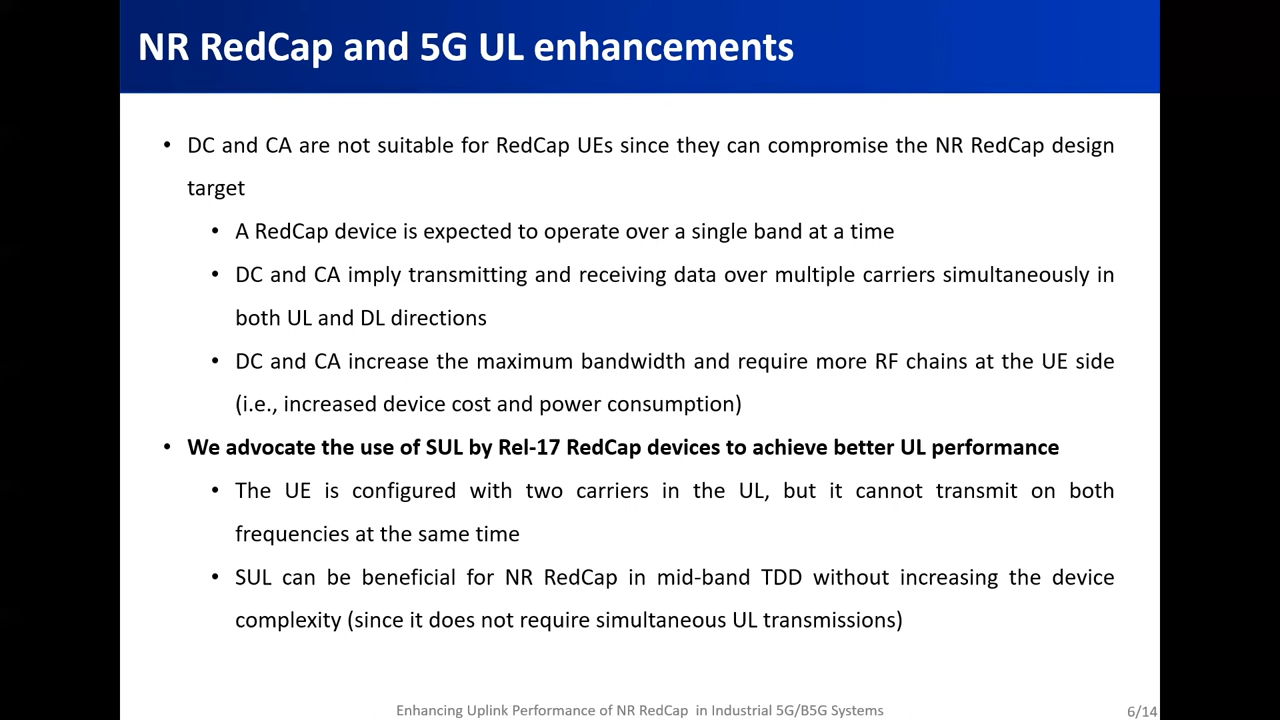 NR RedCap and 5G UL enhancements
• DC and CA are not suitable for RedCap UEs since they can compromise the NR RedCap design
target
• A RedCap device is expected to operate over a single band at a time
• DC and CA imply transmitting and receiving data over multiple carriers simultaneously in
both UL and DL directions
• DC and CA increase the maximum bandwidth and require more RF chains at the UE side
(i.e., increased device cost and power consumption)
• We advocate the use of SUL by Rel-17 RedCap devices to achieve better UL performance
• The UE is configured with two carriers in the UL, but it cannot transmit on both
frequencies at the same time
• SUL can be beneficial for NR RedCap in mid-band TDD without increasing the device
complexity (since it does not require simultaneous UL transmissions)
Enhancing Uplink Performance of NR RedCap in Industrial 5G/B5G Systems
6/14